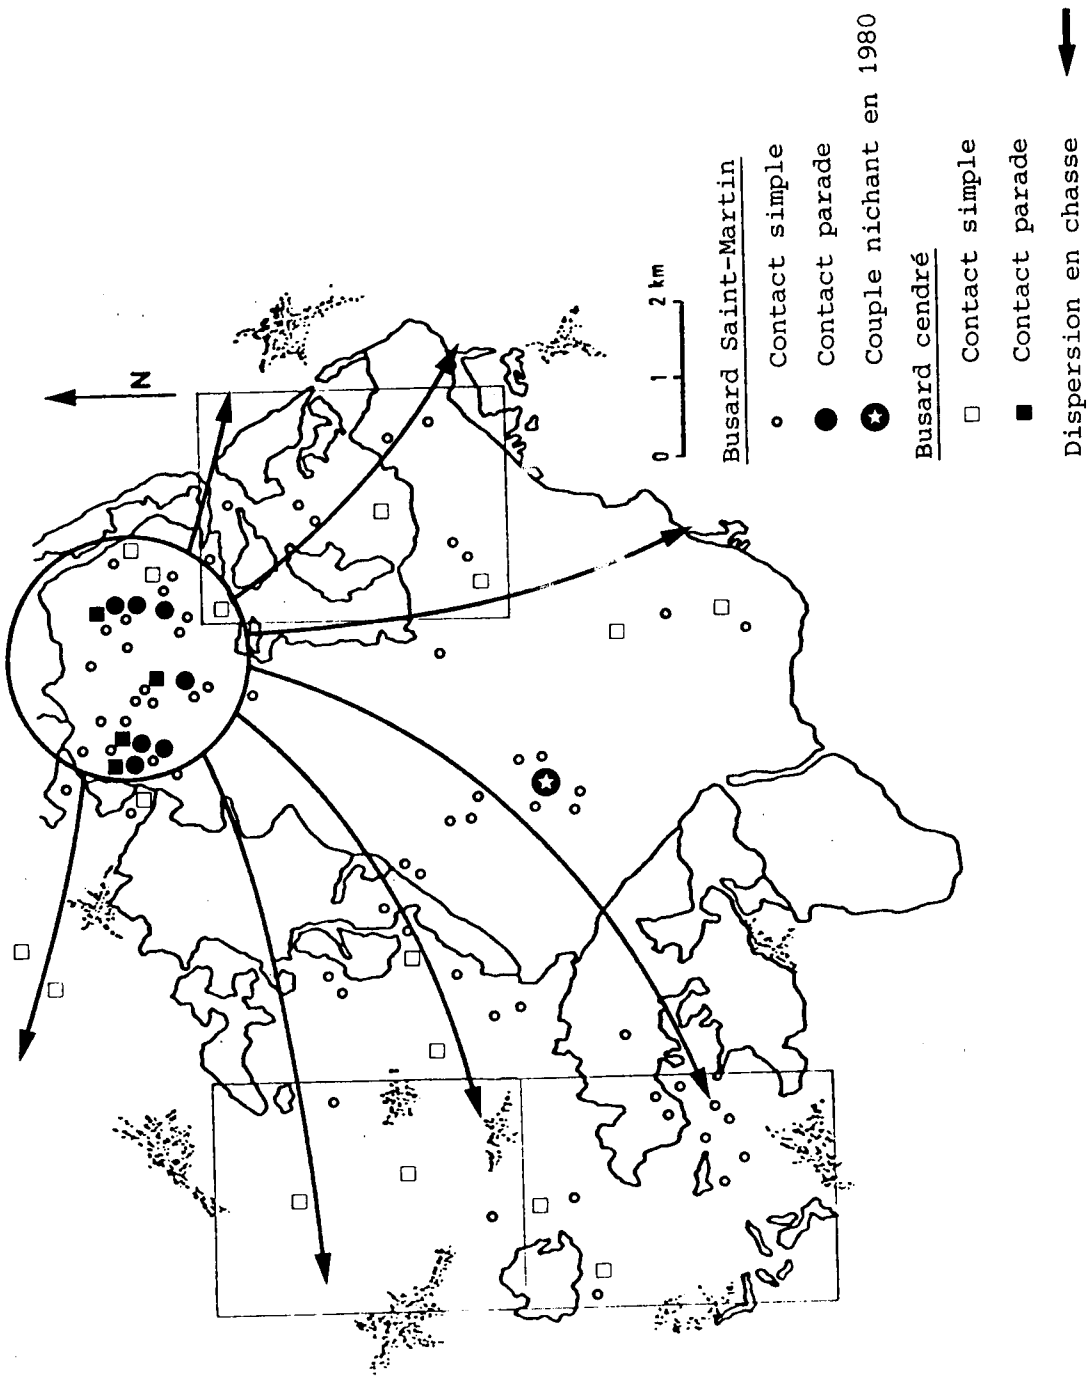 N
0 1 2 km
Busard Saint-Martin
Contact simple
Contact parade
Couple nichant en 1980
Busard cendré
Contact simple
Contact parade
Dispersion en chasse